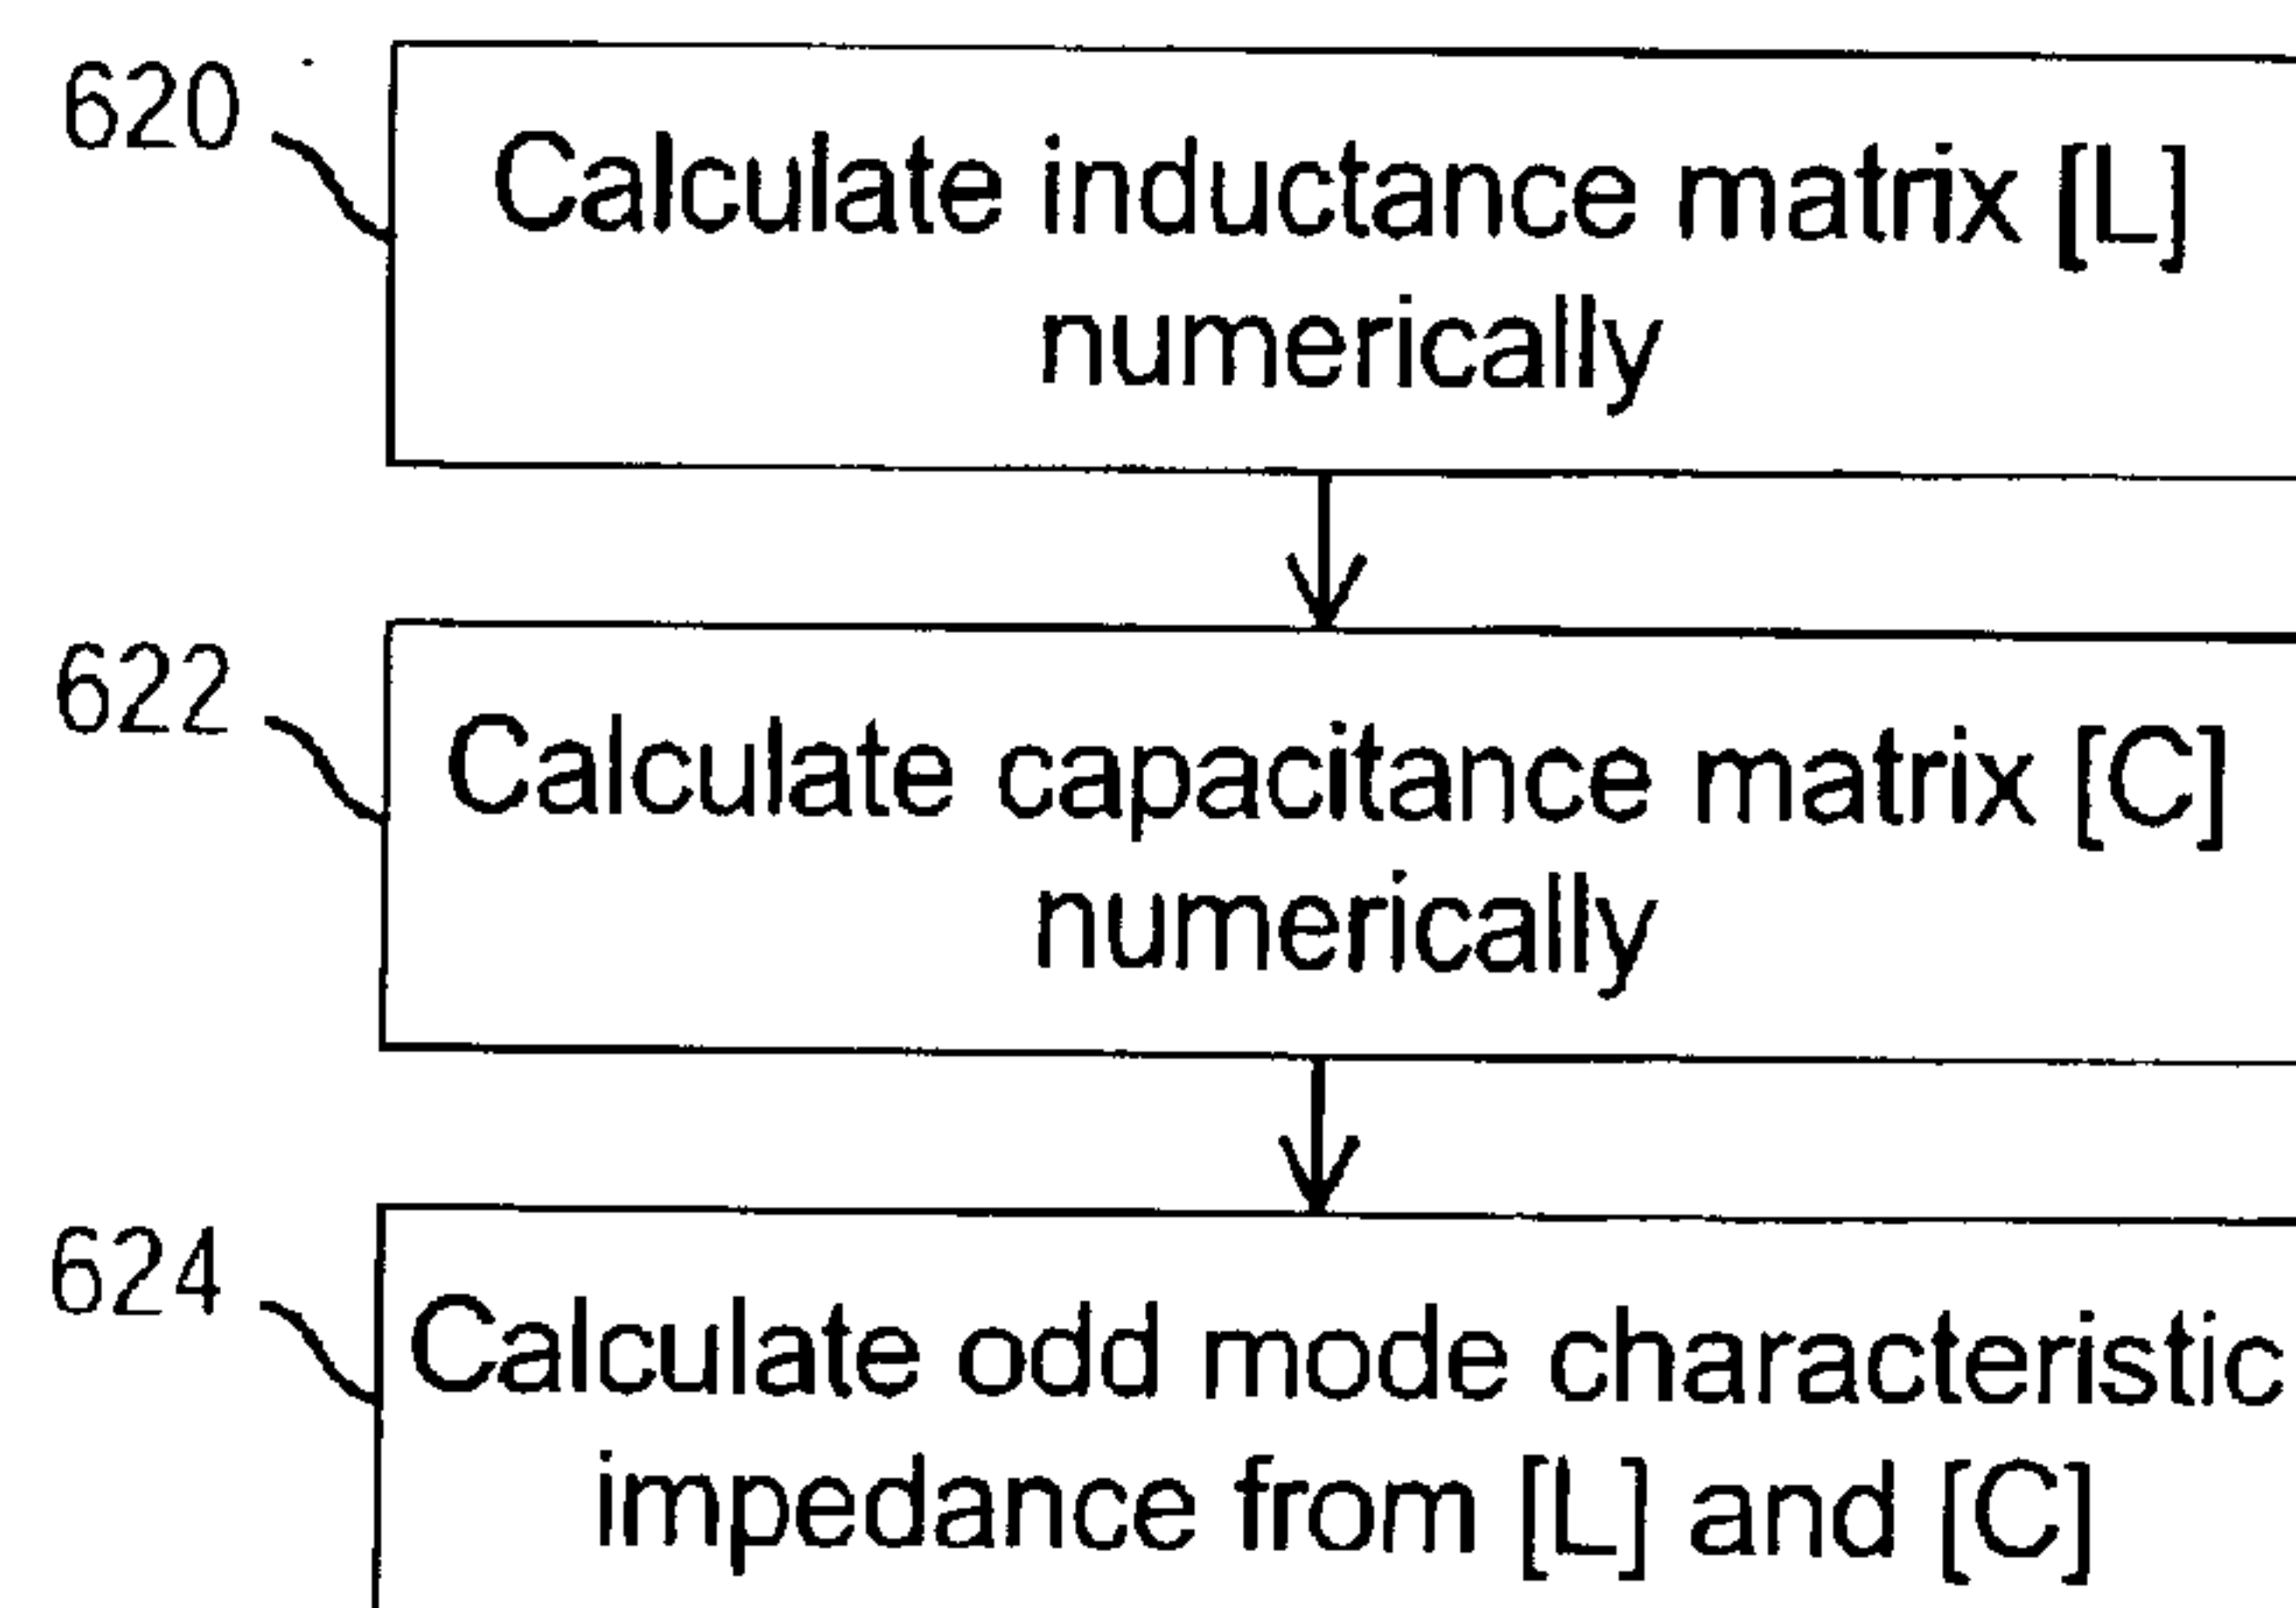 620
Calculate inductance matrix [L]
numerically
622
Calculate capacitance matrix [C]
numerically
624
Calculate odd mode characteristic
impedance from [L] and [C]